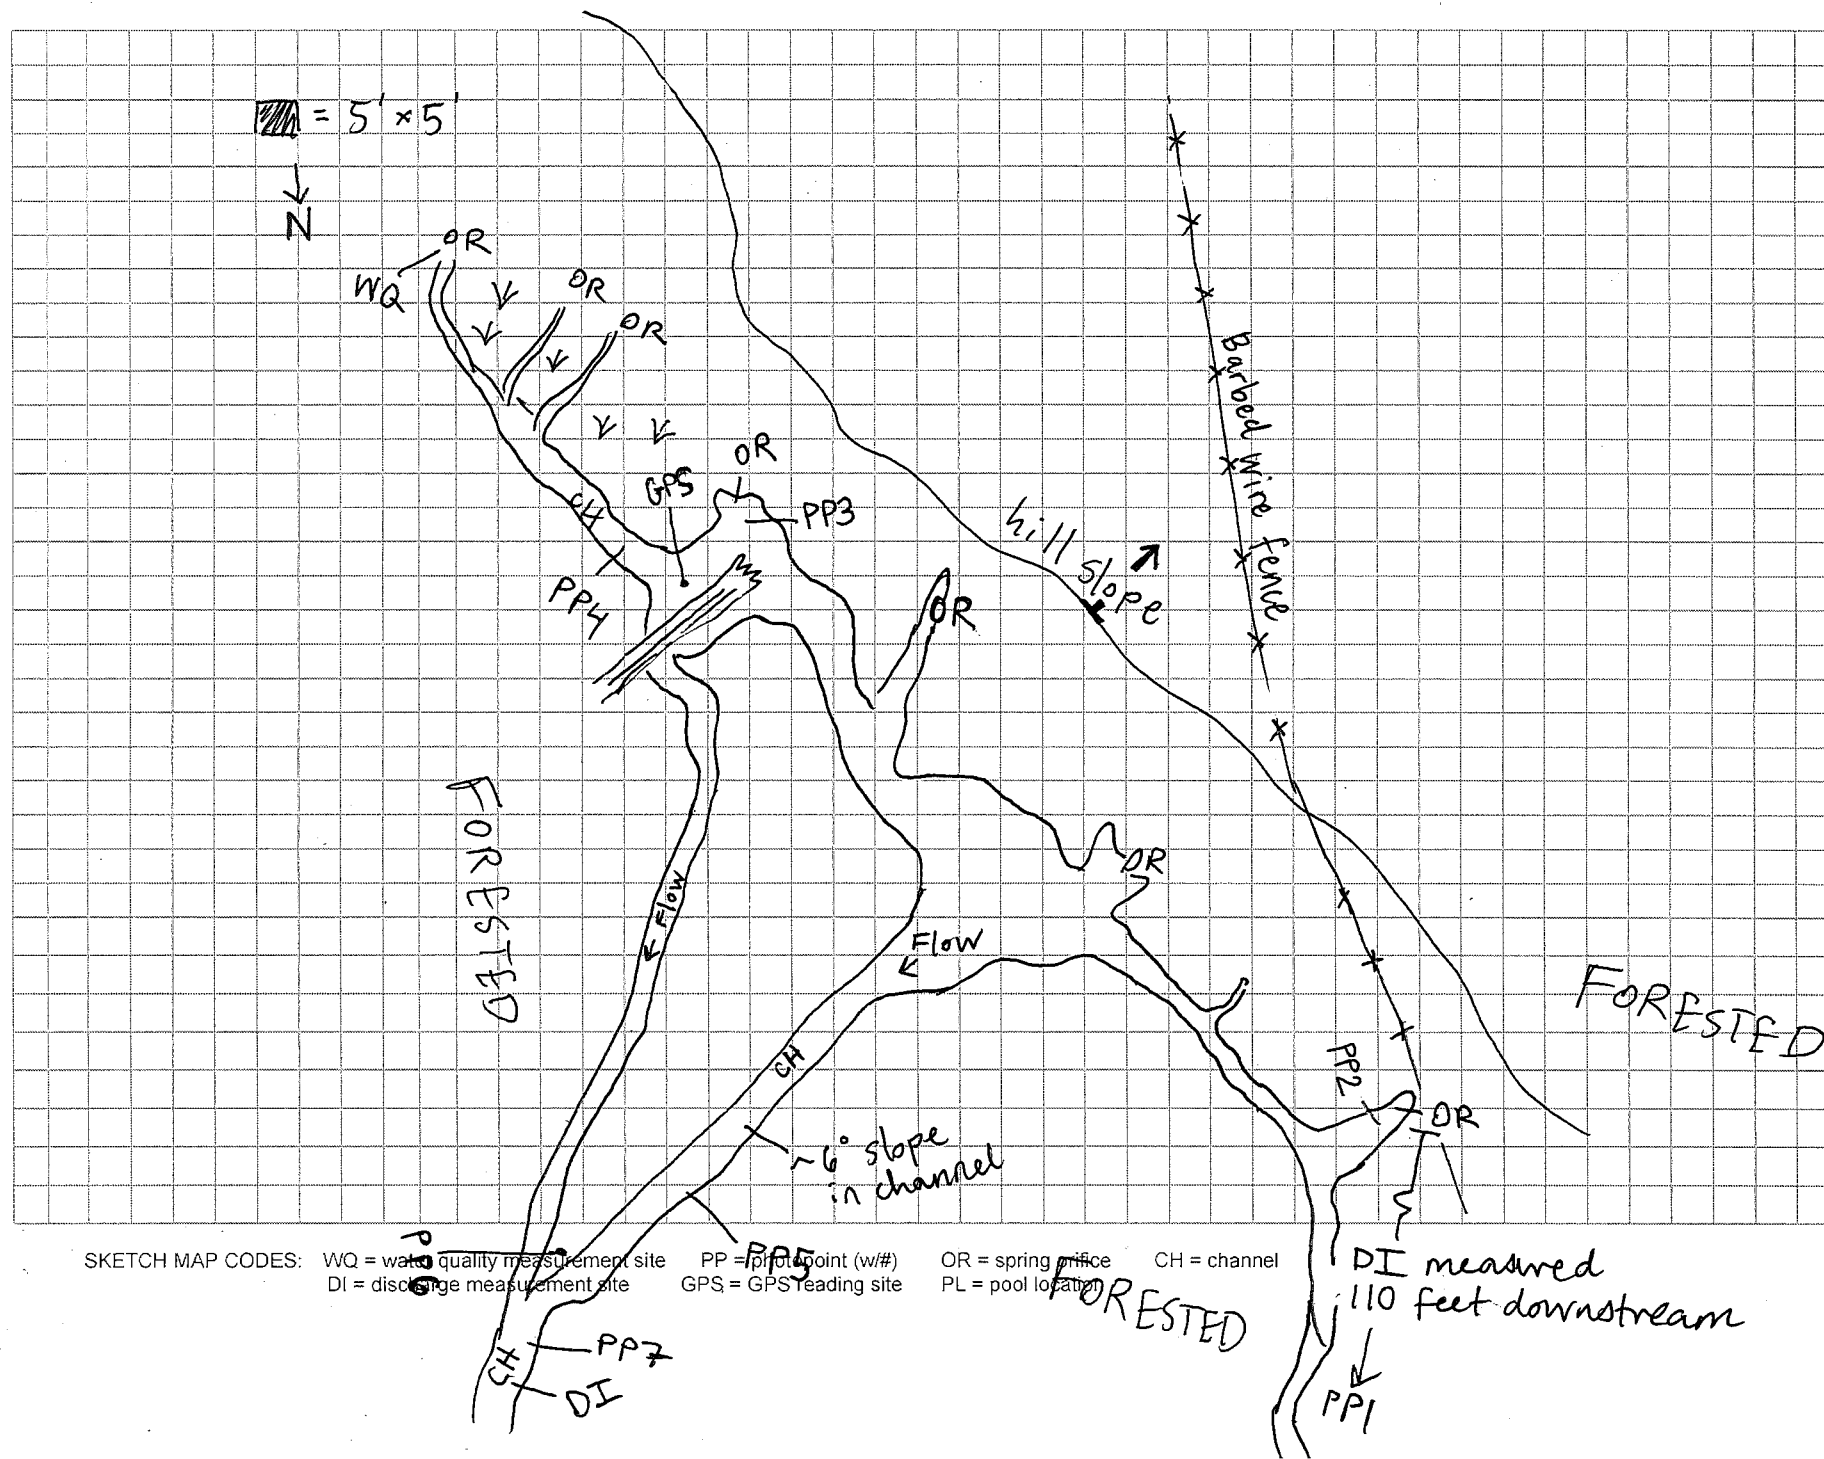 = 5' × 5'
N
OR
WQ
OR
OR
OR
GPS
CH
PP3
PP4
hill
slope
OR
Barbed Wire fence
FORESTED
OR
Flow
Flow
FORESTED
CH
PP2
OR
~6° slope
in channel
PP6
PP5
SKETCH MAP CODES: WQ = water quality measurement site PP = photopoint (w/#) OR = spring orifice CH = channel
DI = discharge measurement site GPS = GPS reading site PL = pool location
FORESTED
DI measured
110 feet downstream
PP7
CH
DI
PP1